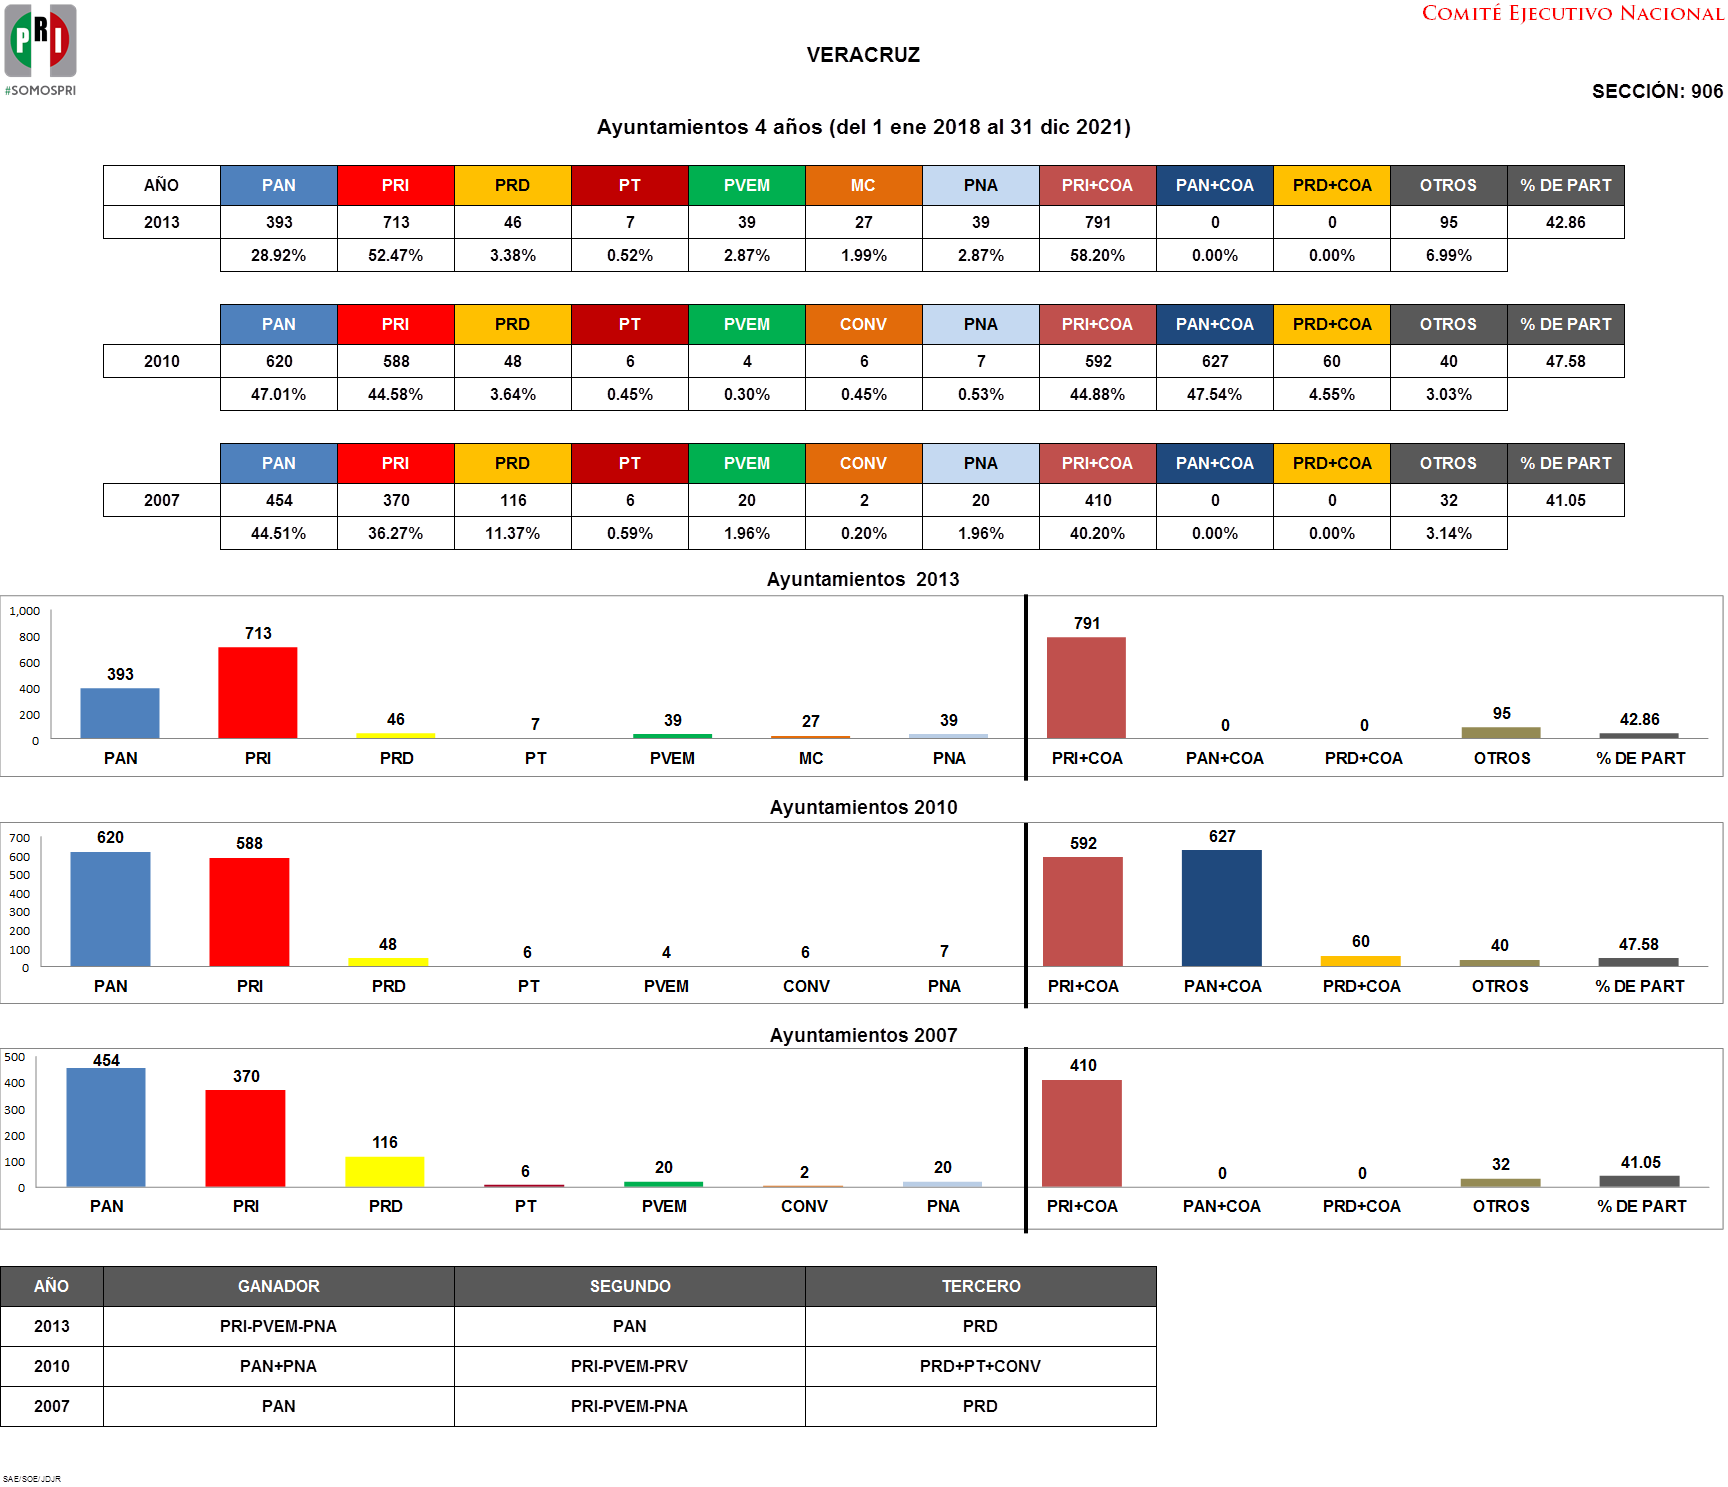 PRI
#SOMOSPRI
COMITÉ EJECUTIVO NACIONAL
VERACRUZ
SECCIÓN: 906
Ayuntamientos 4 años (del 1 ene 2018 al 31 dic 2021)
AÑO PAN PRI PRD PT PVEM MC PNA PRI+COA PAN+COA PRD+COA OTROS % DE PART
2013 393 713 46 7 39 27 39 791 0 0 95 42.86
28.92% 52.47% 3.38% 0.52% 2.87% 1.99% 2.87% 58.20% 0.00% 0.00% 6.99%
PAN PRI PRD PT PVEM CONV PNA PRI+COA PAN+COA PRD+COA OTROS % DE PART
2010 620 588 48 6 4 6 7 592 627 60 40 47.58
47.01% 44.58% 3.64% 0.45% 0.30% 0.45% 0.53% 44.88% 47.54% 4.55% 3.03%
PAN PRI PRD PT PVEM CONV PNA PRI+COA PAN+COA PRD+COA OTROS % DE PART
2007 454 370 116 6 20 2 20 410 0 0 32 41.05
44.51% 36.27% 11.37% 0.59% 1.96% 0.20% 1.96% 40.20% 0.00% 0.00% 3.14%
Ayuntamientos 2013
1,000
800
600
400
200
0
393 713 46 7 39 27 39 791 0 0 95 42.86
PAN PRI PRD PT PVEM MC PNA PRI+COA PAN+COA PRD+COA OTROS % DE PART
Ayuntamientos 2010
700
600
500
400
300
200
100
0
620 588 48 6 4 6 7 592 627 60 40 47.58
PAN PRI PRD PT PVEM CONV PNA PRI+COA PAN+COA PRD+COA OTROS % DE PART
Ayuntamientos 2007
500
400
300
200
100
0
454 370 116 6 20 2 20 410 0 0 32 41.05
PAN PRI PRD PT PVEM CONV PNA PRI+COA PAN+COA PRD+COA OTROS % DE PART
AÑO GANADOR SEGUNDO TERCERO
2013 PRI-PVEM-PNA PAN PRD
2010 PAN+PNA PRI-PVEM-PRV PRD+PT+CONV
2007 PAN PRI-PVEM-PNA PRD
SAE/SOE/JDJR